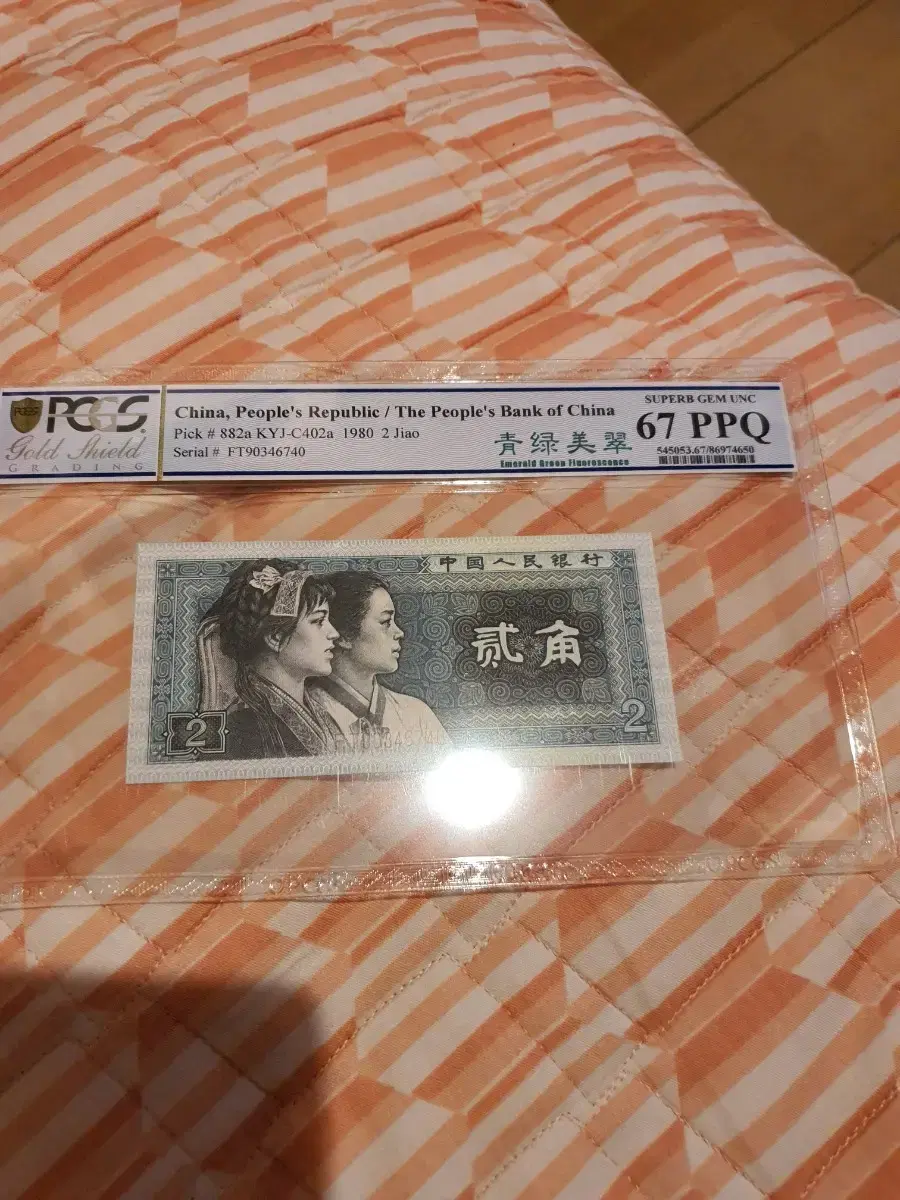 PCGS
PCGS
Gold Shield
GRADING
China, People's Republic / The People's Bank of China
Pick # 882a KYJ-C402a 1980 2 Jiao
Serial # FT90346740
青绿美翠
Emerald Green Fluorescence
SUPERB GEM UNC
67 PPQ
545053.67/86974650
中国人民银行
贰角
2
2